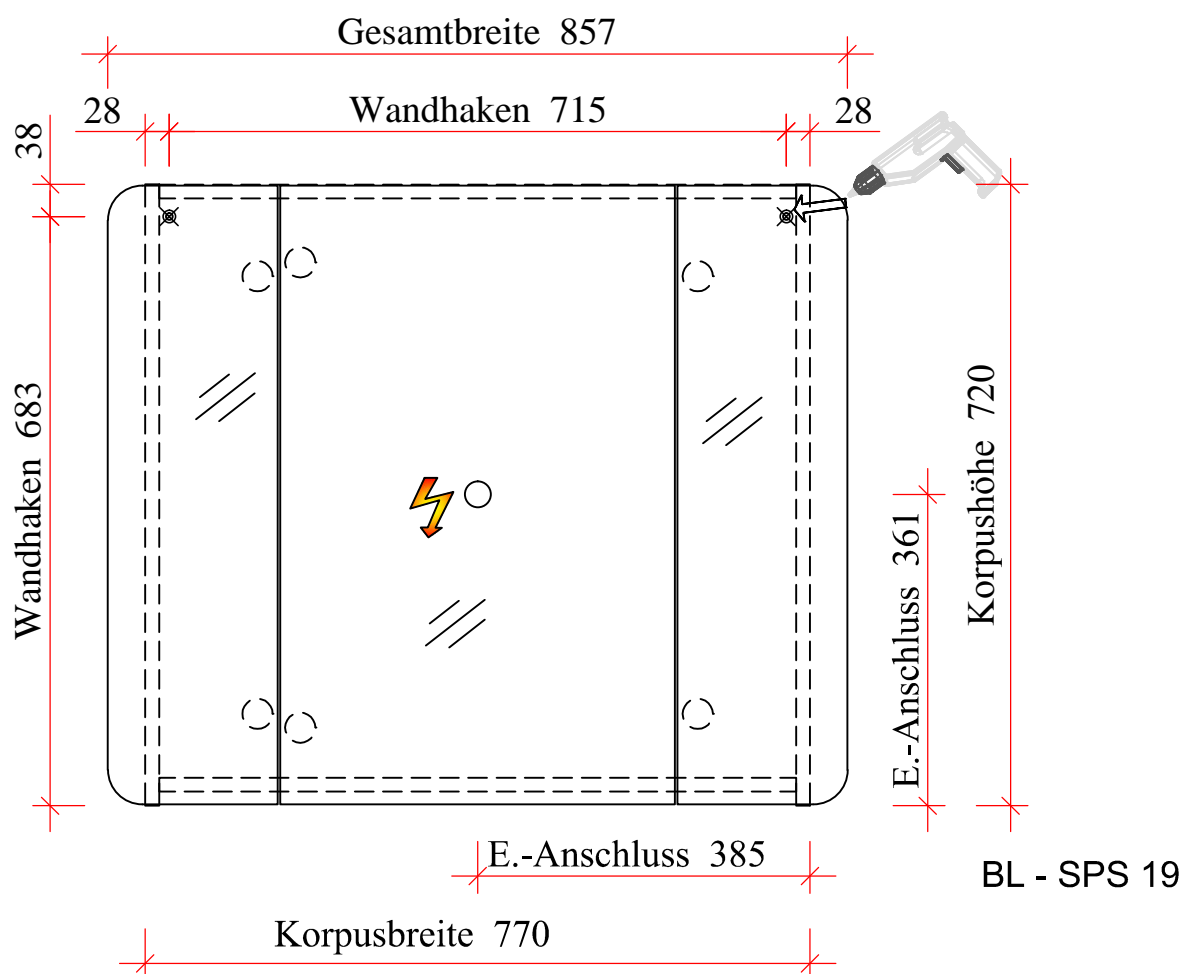 Gesamtbreite 857
28
Wandhaken 715
28
38
Wandhaken 683
Korpushöhe 720
E.-Anschluss 361
E.-Anschluss 385
BL - SPS 19
Korpusbreite 770